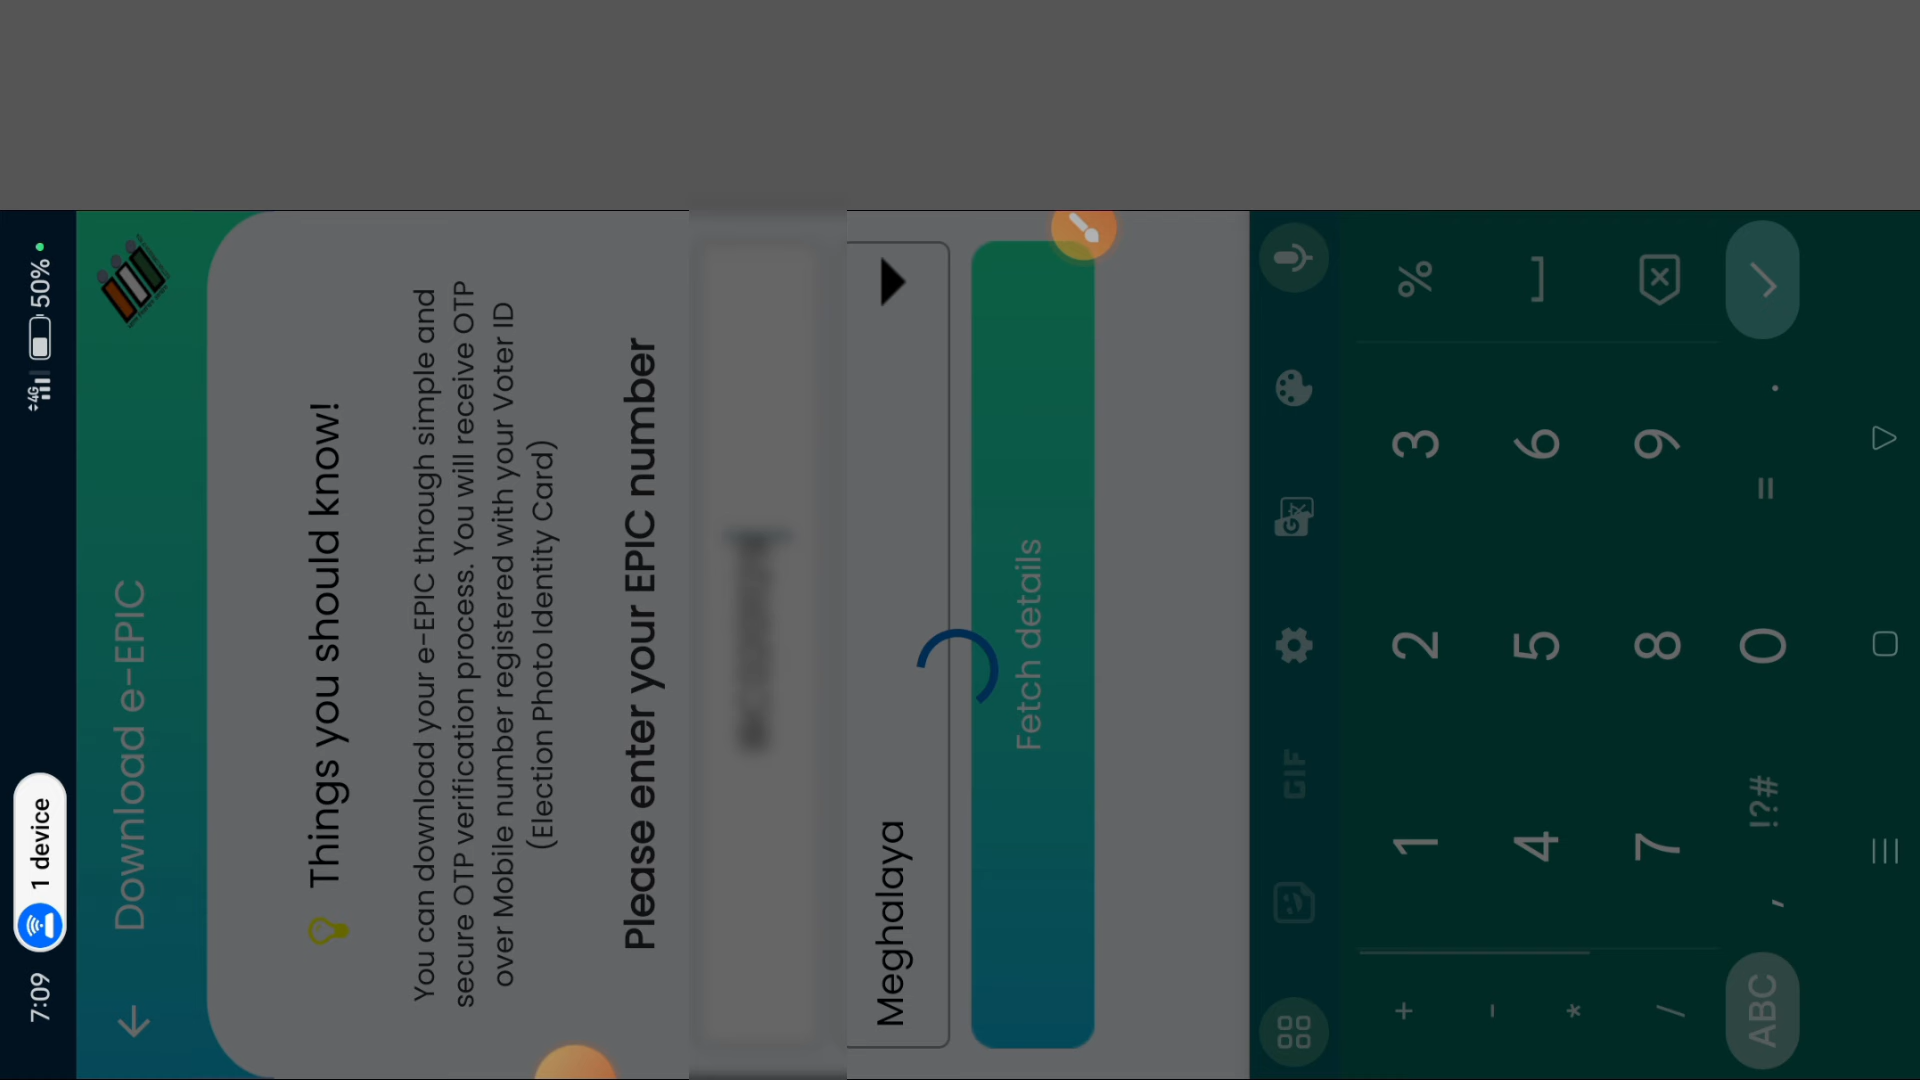 7:09
1 device
4G
50%
Download e-EPIC
Things you should know!
You can download your e-EPIC through simple and
secure OTP verification process. You will receive OTP
over Mobile number registered with your Voter ID
(Election Photo Identity Card)
Please enter your EPIC number
Meghalaya
Fetch details
GIF
+ 1 2 3 %
- 4 5 6
* 7 8 9
/
ABC , !?# 0 = .